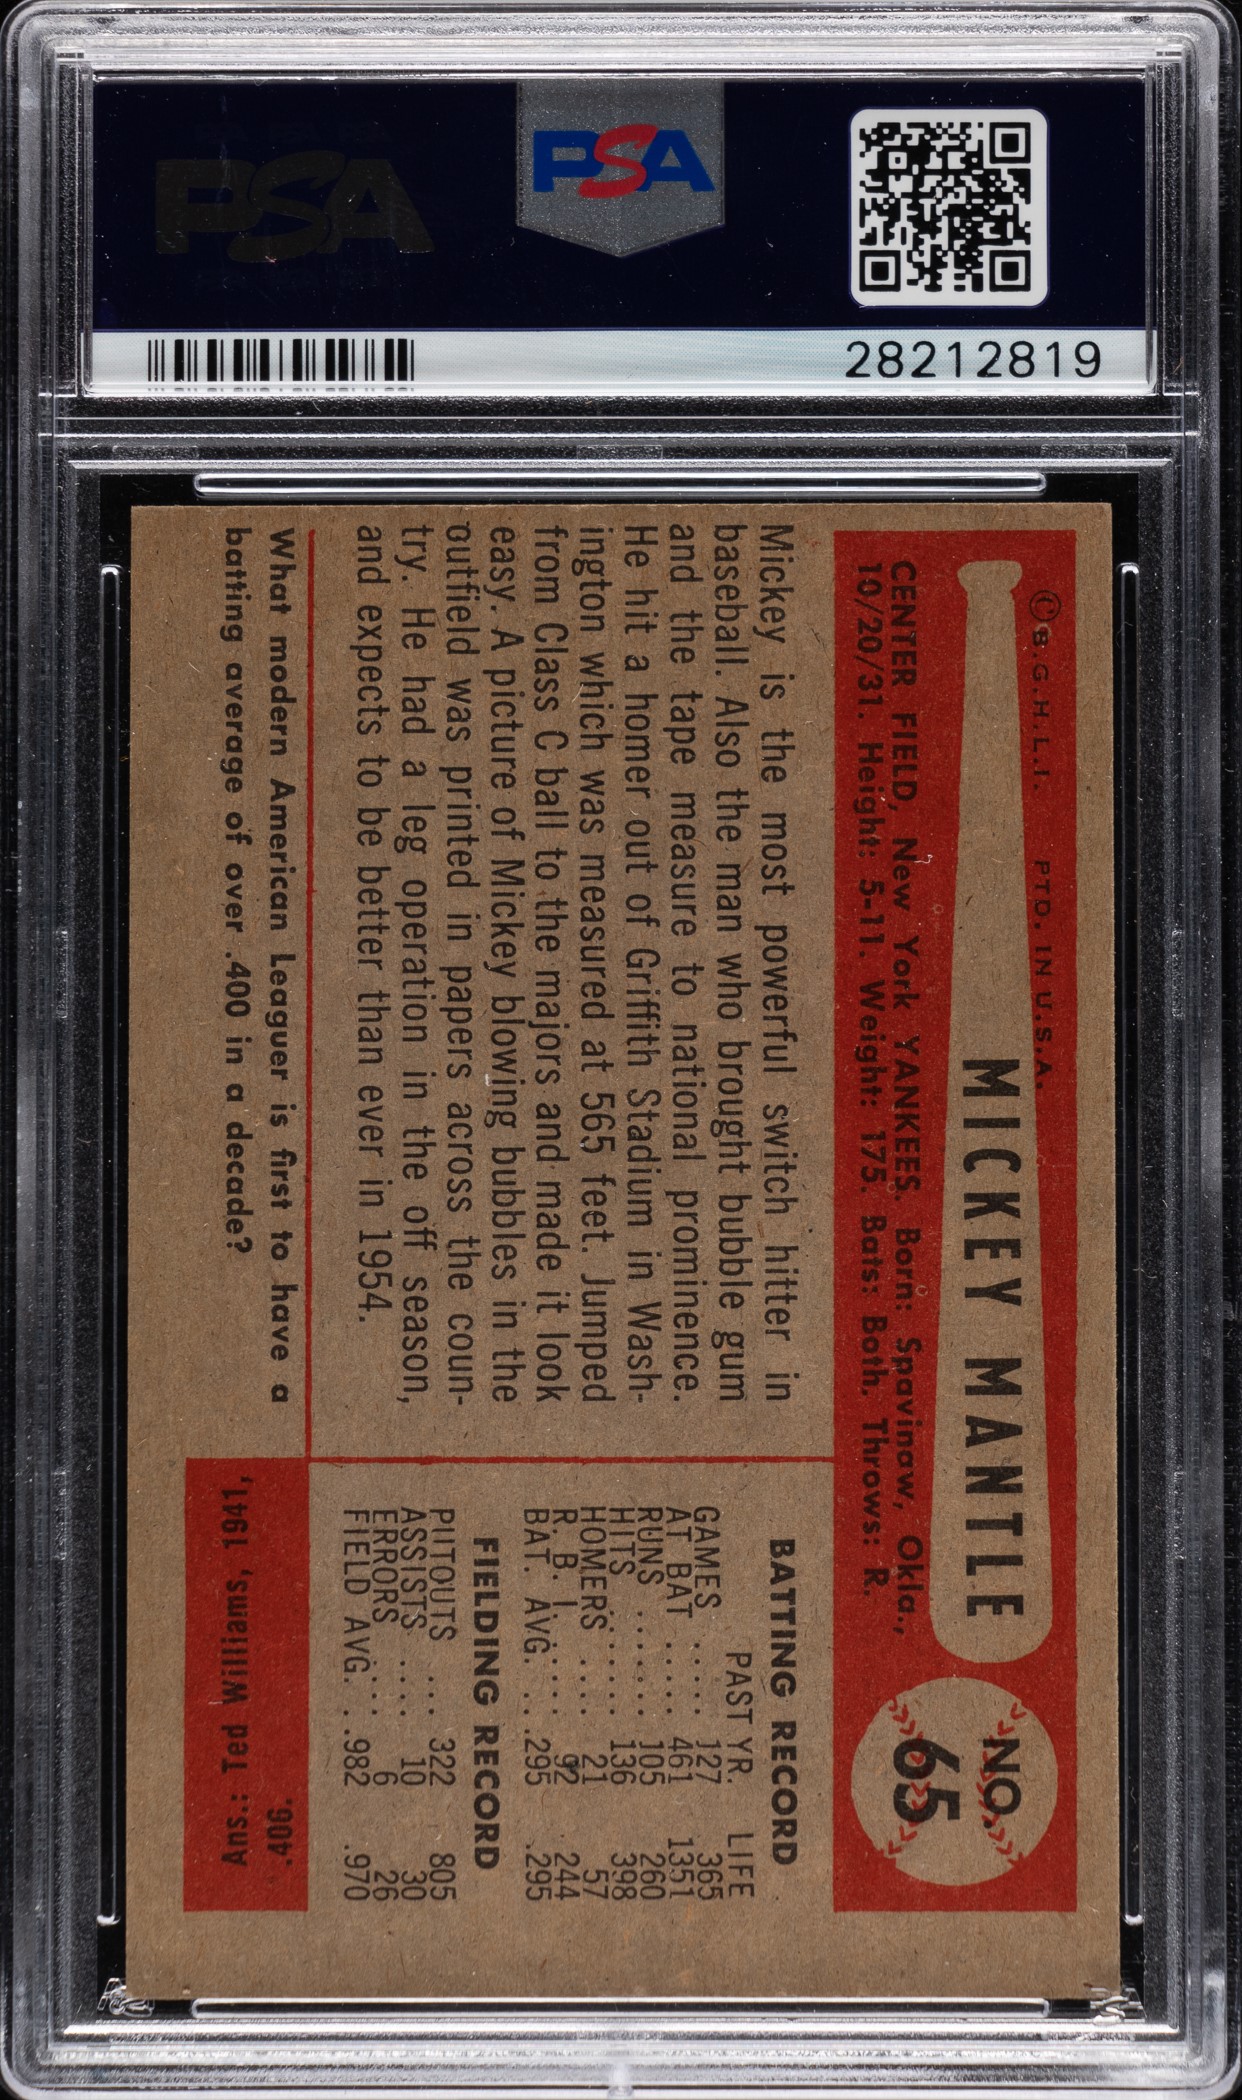 PSA
PSA
28212819
© B.G.H.L.I. PTD. IN U.S.A.
MICKEY MANTLE
NO.
65
CENTER FIELD, New York YANKEES. Born: Spavinaw, Okla.,
10/20/31. Height: 5-11. Weight: 175. Bats: Both. Throws: R.
Mickey is the most powerful switch hitter in
baseball. Also the man who brought bubble gum
and the tape measure to national prominence.
He hit a homer out of Griffith Stadium in Wash-
ington which was measured at 565 feet. Jumped
from Class C ball to the majors and made it look
easy. A picture of Mickey blowing bubbles in the
outfield was printed in papers across the coun-
try. He had a leg operation in the off season,
and expects to be better than ever in 1954.
BATTING RECORD
PAST YR. LIFE
GAMES .... 127 365
AT BAT .... 461 1351
RUNS ...... 105 260
HITS ...... 136 398
HOMERS .... 21 57
R. B. I. .... 92 244
BAT. AVG. . . .295 .295
FIELDING RECORD
PUTOUTS ... 322 805
ASSISTS .... 10 30
ERRORS .... 6 26
FIELD AVG. . .982 .970
What modern American Leaguer is first to have a
batting average of over .400 in a decade?
Ans.: Ted Williams, 1941,
.406.